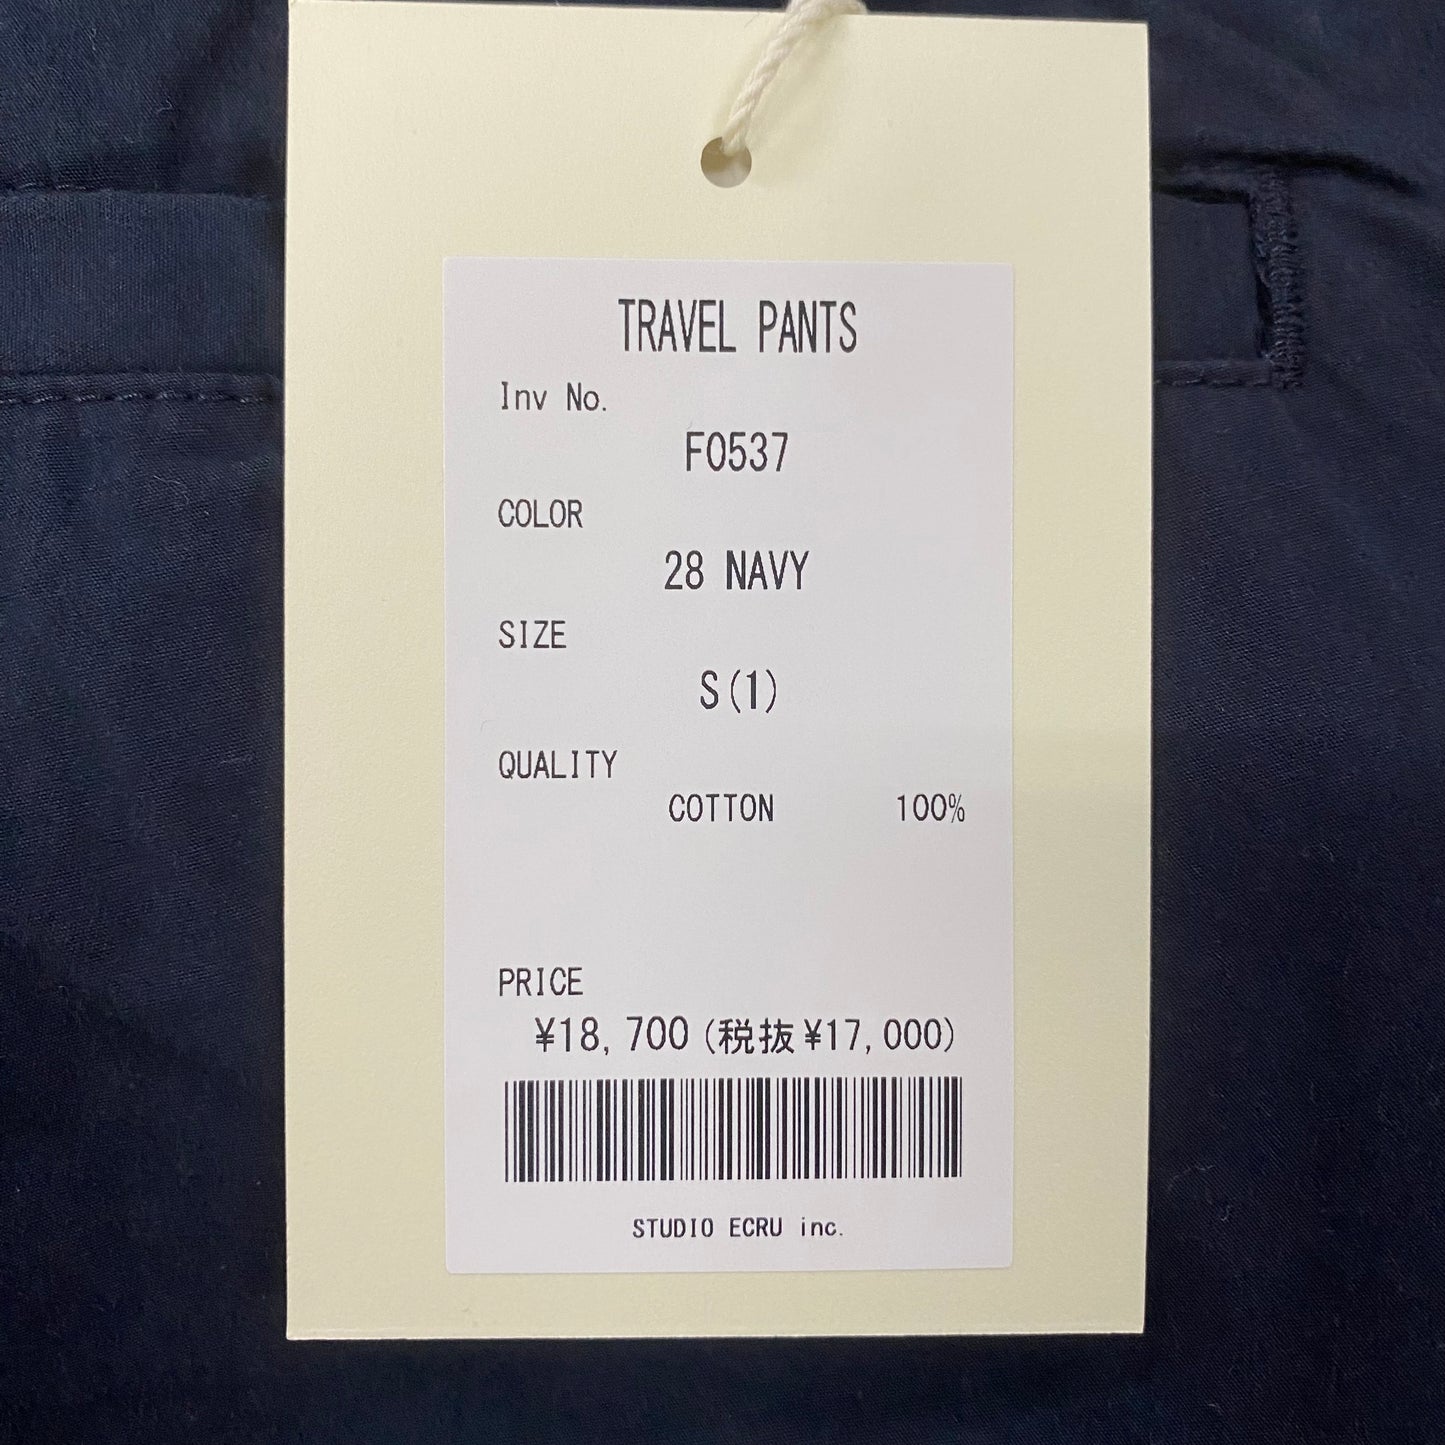 TRAVEL PANTS
Inv No.
F0537
COLOR
28 NAVY
SIZE
S(1)
QUALITY
COTTON 100%
PRICE
¥18,700(税抜¥17,000)
STUDIO ECRU inc.